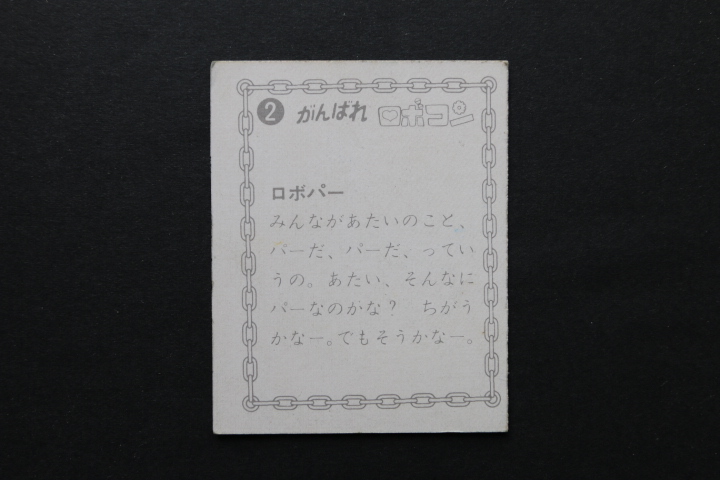 2 がんばれ ロボコン
ロボパー
みんながあたいのこと、
パーだ、パーだ、ってい
うの。あたい、そんなに
パーなのかな？ ちがう
かなー。でもそうかなー。